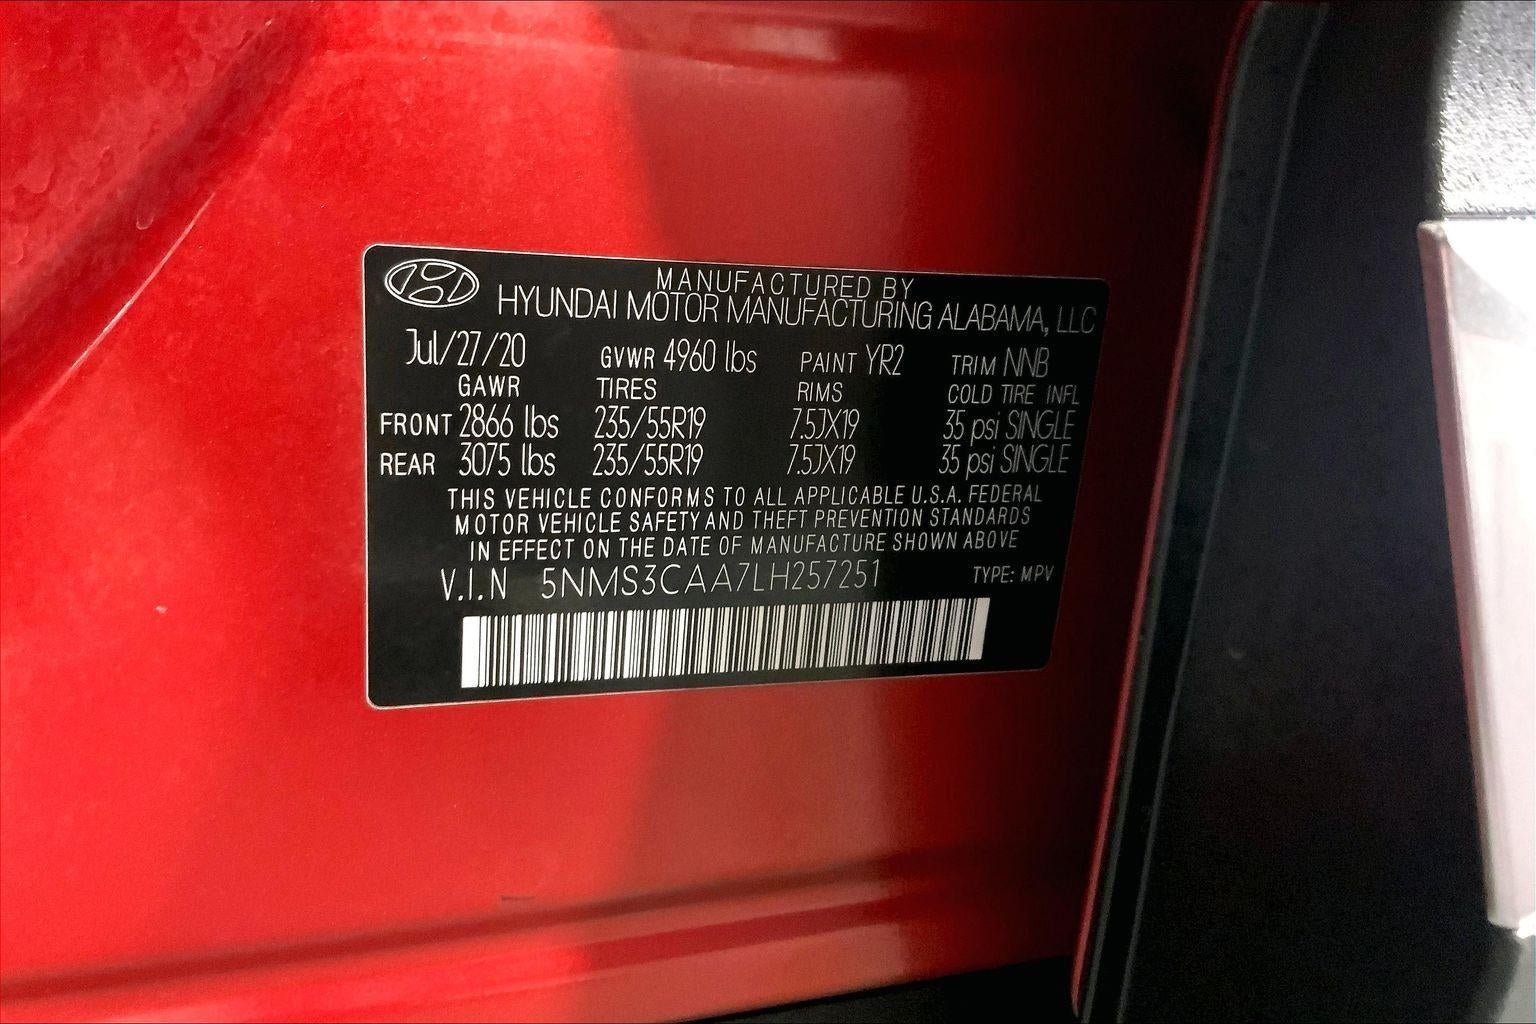 MANUFACTURED BY
HYUNDAI MOTOR MANUFACTURING ALABAMA, LLC
Jul/27/20 GVWR 4960 lbs PAINT YR2 TRIM NNB
GAWR TIRES RIMS COLD TIRE INFL
FRONT 2866 lbs 235/55R19 7.5JX19 35 psi SINGLE
REAR 3075 lbs 235/55R19 7.5JX19 35 psi SINGLE
THIS VEHICLE CONFORMS TO ALL APPLICABLE U.S.A. FEDERAL
MOTOR VEHICLE SAFETY AND THEFT PREVENTION STANDARDS
IN EFFECT ON THE DATE OF MANUFACTURE SHOWN ABOVE
V.I.N 5NMS3CAA7LH257251 TYPE: MPV